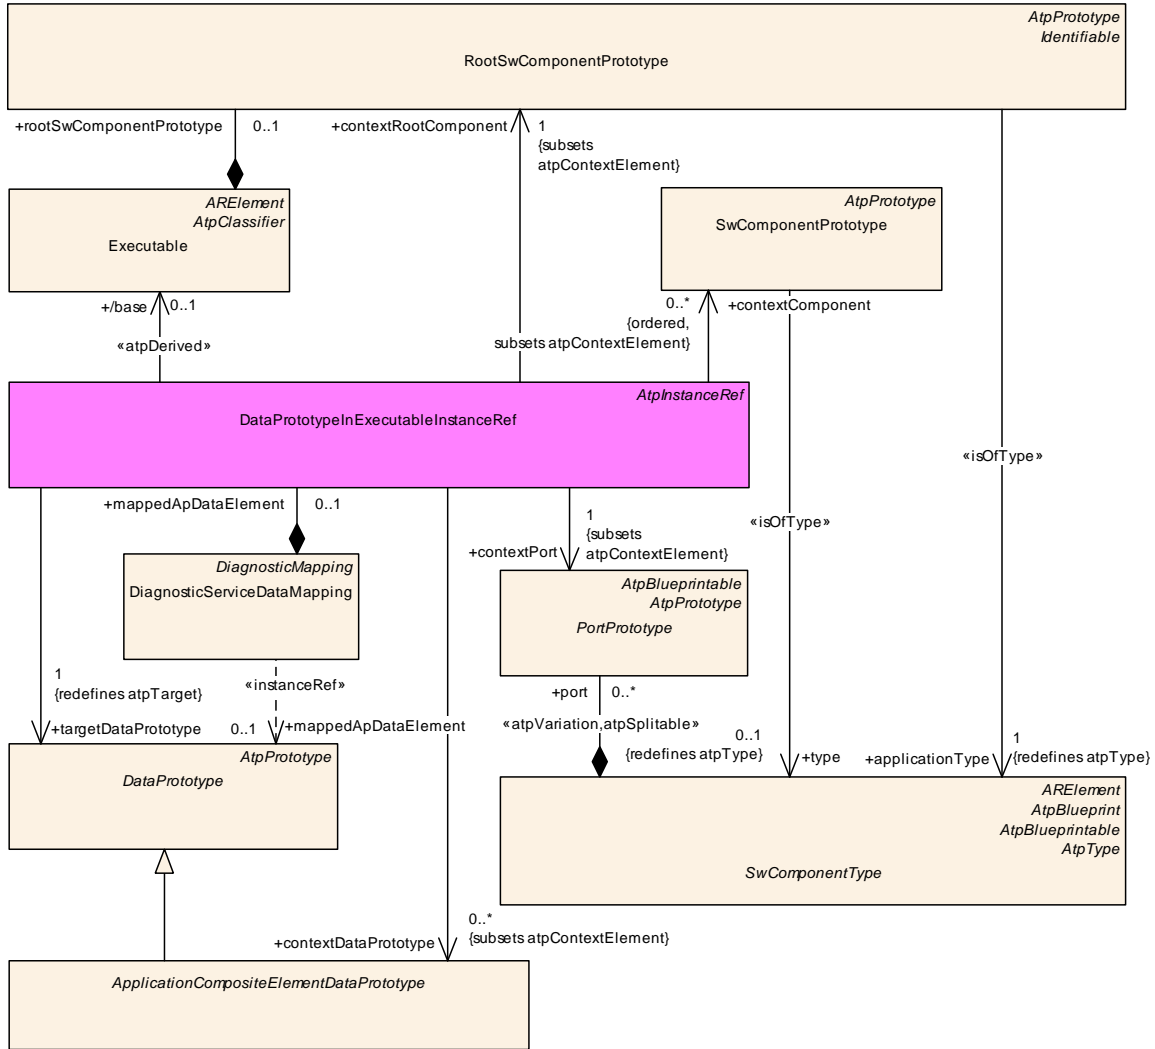 AtpPrototype
Identifiable
RootSwComponentPrototype
+rootSwComponentPrototype
0..1
+contextRootComponent
1
{subsets
atpContextElement}
ARElement
AtpClassifier
Executable
AtpPrototype
SwComponentPrototype
+/base
0..1
«atpDerived»
0..*
{ordered,
subsets atpContextElement}
+contextComponent
AtpInstanceRef
DataPrototypeInExecutableInstanceRef
«isOfType»
+mappedApDataElement
0..1
1
{subsets
atpContextElement}
+contextPort
«isOfType»
DiagnosticMapping
DiagnosticServiceDataMapping
AtpBlueprintable
AtpPrototype
PortPrototype
1
{redefines atpTarget}
+targetDataPrototype
«instanceRef»
0..1
+mappedApDataElement
+port
0..*
«atpVariation,atpSplitable»
0..1
{redefines atpType}
+type
+applicationType
1
{redefines atpType}
AtpPrototype
DataPrototype
ARElement
AtpBlueprint
AtpBlueprintable
AtpType
SwComponentType
0..*
{subsets atpContextElement}
+contextDataPrototype
ApplicationCompositeElementDataPrototype